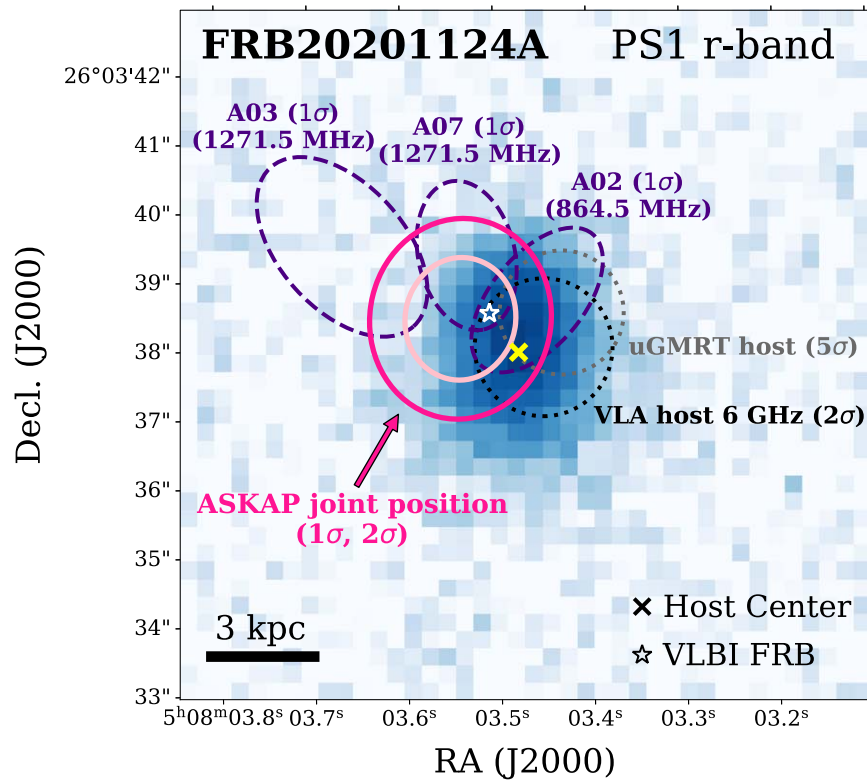 FRB20201124A PS1 r-band
26°03'42"
41"
40"
39"
38"
37"
36"
35"
34"
33"
Decl. (J2000)
A03 (1σ)
(1271.5 MHz)
A07 (1σ)
(1271.5 MHz)
A02 (1σ)
(864.5 MHz)
uGMRT host (5σ)
VLA host 6 GHz (2σ)
ASKAP joint position
(1σ, 2σ)
3 kpc
Host Center
VLBI FRB
5ʰ08ᵐ03.8ˢ 03.7ˢ 03.6ˢ 03.5ˢ 03.4ˢ 03.3ˢ 03.2ˢ
RA (J2000)